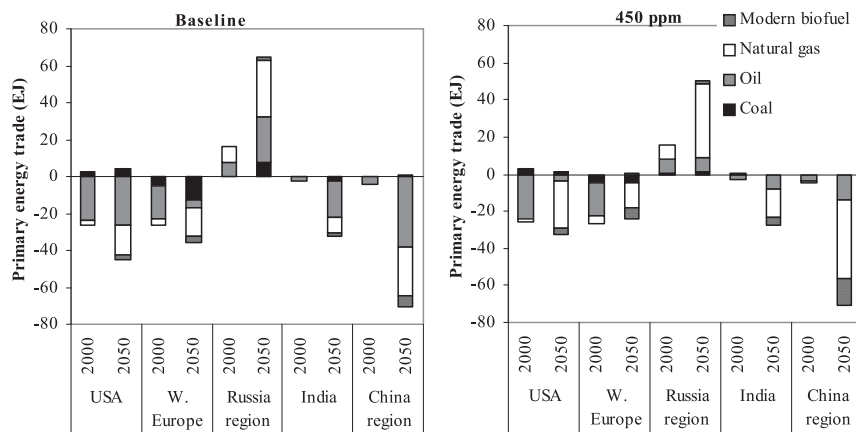 Baseline
Primary energy trade (EJ)
80
60
40
20
0
-20
-40
-60
-80
2000 2050 2000 2050 2000 2050 2000 2050 2000 2050
USA W. Europe Russia region India China region
450 ppm
Primary energy trade (EJ)
80
60
40
20
0
-20
-40
-60
-80
2000 2050 2000 2050 2000 2050 2000 2050 2000 2050
USA W. Europe Russia region India China region
Modern biofuel
Natural gas
Oil
Coal